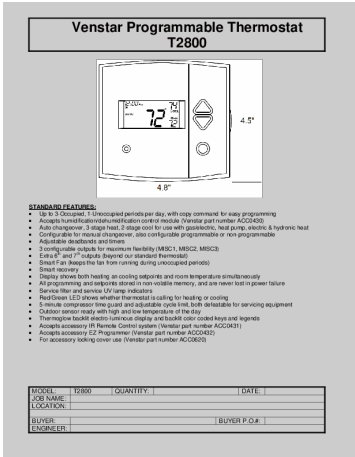 Venstar Programmable Thermostat
T2800
72
4.5"
4.8"
STANDARD FEATURES:
• Up to 3-Occupied, 1-Unoccupied periods per day, with copy command for easy programming
• Accepts humidification/dehumidification control module (Venstar part number ACC0430)
• Auto changeover, 3-stage heat, 2-stage cool for use with gas/electric, heat pump, electric & hydronic heat
• Configurable for manual changeover, also configurable programmable or non-programmable
• Adjustable deadbands and timers
• 3 configurable outputs for maximum flexibility (MISC1, MISC2, MISC3)
• Extra 6th and 7th outputs (beyond our standard thermostat)
• Smart Fan (keeps the fan from running during unoccupied periods)
• Smart recovery
• Display shows both heating an cooling setpoints and room temperature simultaneously
• All programming and setpoints stored in non-volatile memory, and are never lost in power failure
• Service filter and service UV lamp indicators
• Red/Green LED shows whether thermostat is calling for heating or cooling
• 5-minute compressor time guard and adjustable cycle limit, both defeatable for servicing equipment
• Outdoor sensor ready with high and low temperature of the day
• Thermoglow backlit electro-luminous display and backlit color coded keys and legends
• Accepts accessory IR Remote Control system (Venstar part number ACC0431)
• Accepts accessory EZ Programmer (Venstar part number ACC0432)
• For accessory locking cover use (Venstar part number ACC0620)
MODEL: T2800 QUANTITY: DATE:
JOB NAME:
LOCATION:
BUYER: BUYER P.O.#:
ENGINEER: